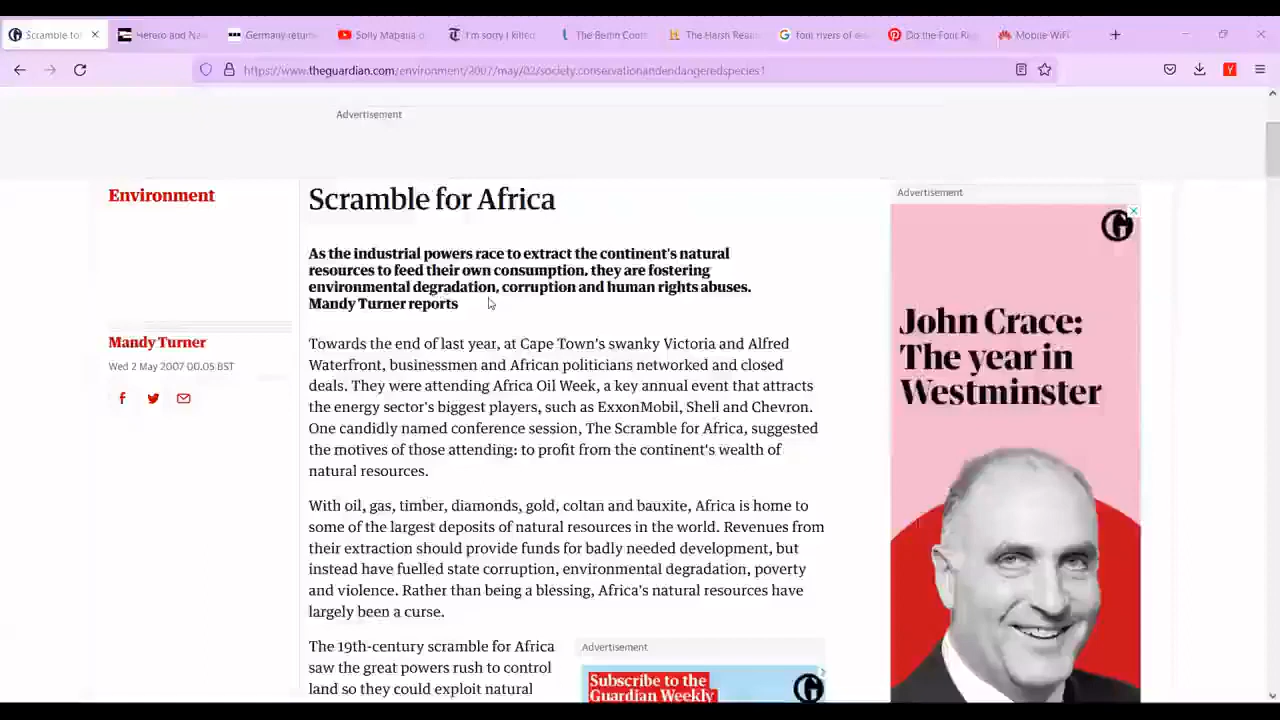 Scramble for
Herero and Na
Germany return
Solly Mapaila o
I'm sorry I killed
The Berlin Conf
The Harsh Rea
four rivers of e
Do the Four Ri
Mobile WiFi
https://www.theguardian.com/environment/2007/may/02/society.conservationandendangeredspecies1
Advertisement
Environment
Scramble for Africa
As the industrial powers race to extract the continent's natural
resources to feed their own consumption, they are fostering
environmental degradation, corruption and human rights abuses.
Mandy Turner reports
Mandy Turner
Wed 2 May 2007 00.05 BST
Towards the end of last year, at Cape Town's swanky Victoria and Alfred
Waterfront, businessmen and African politicians networked and closed
deals. They were attending Africa Oil Week, a key annual event that attracts
the energy sector's biggest players, such as ExxonMobil, Shell and Chevron.
One candidly named conference session, The Scramble for Africa, suggested
the motives of those attending: to profit from the continent's wealth of
natural resources.
With oil, gas, timber, diamonds, gold, coltan and bauxite, Africa is home to
some of the largest deposits of natural resources in the world. Revenues from
their extraction should provide funds for badly needed development, but
instead have fuelled state corruption, environmental degradation, poverty
and violence. Rather than being a blessing, Africa's natural resources have
largely been a curse.
The 19th-century scramble for Africa
saw the great powers rush to control
land so they could exploit natural
Advertisement
Subscribe to the
Guardian Weekly
Advertisement
John Crace:
The year in
Westminster